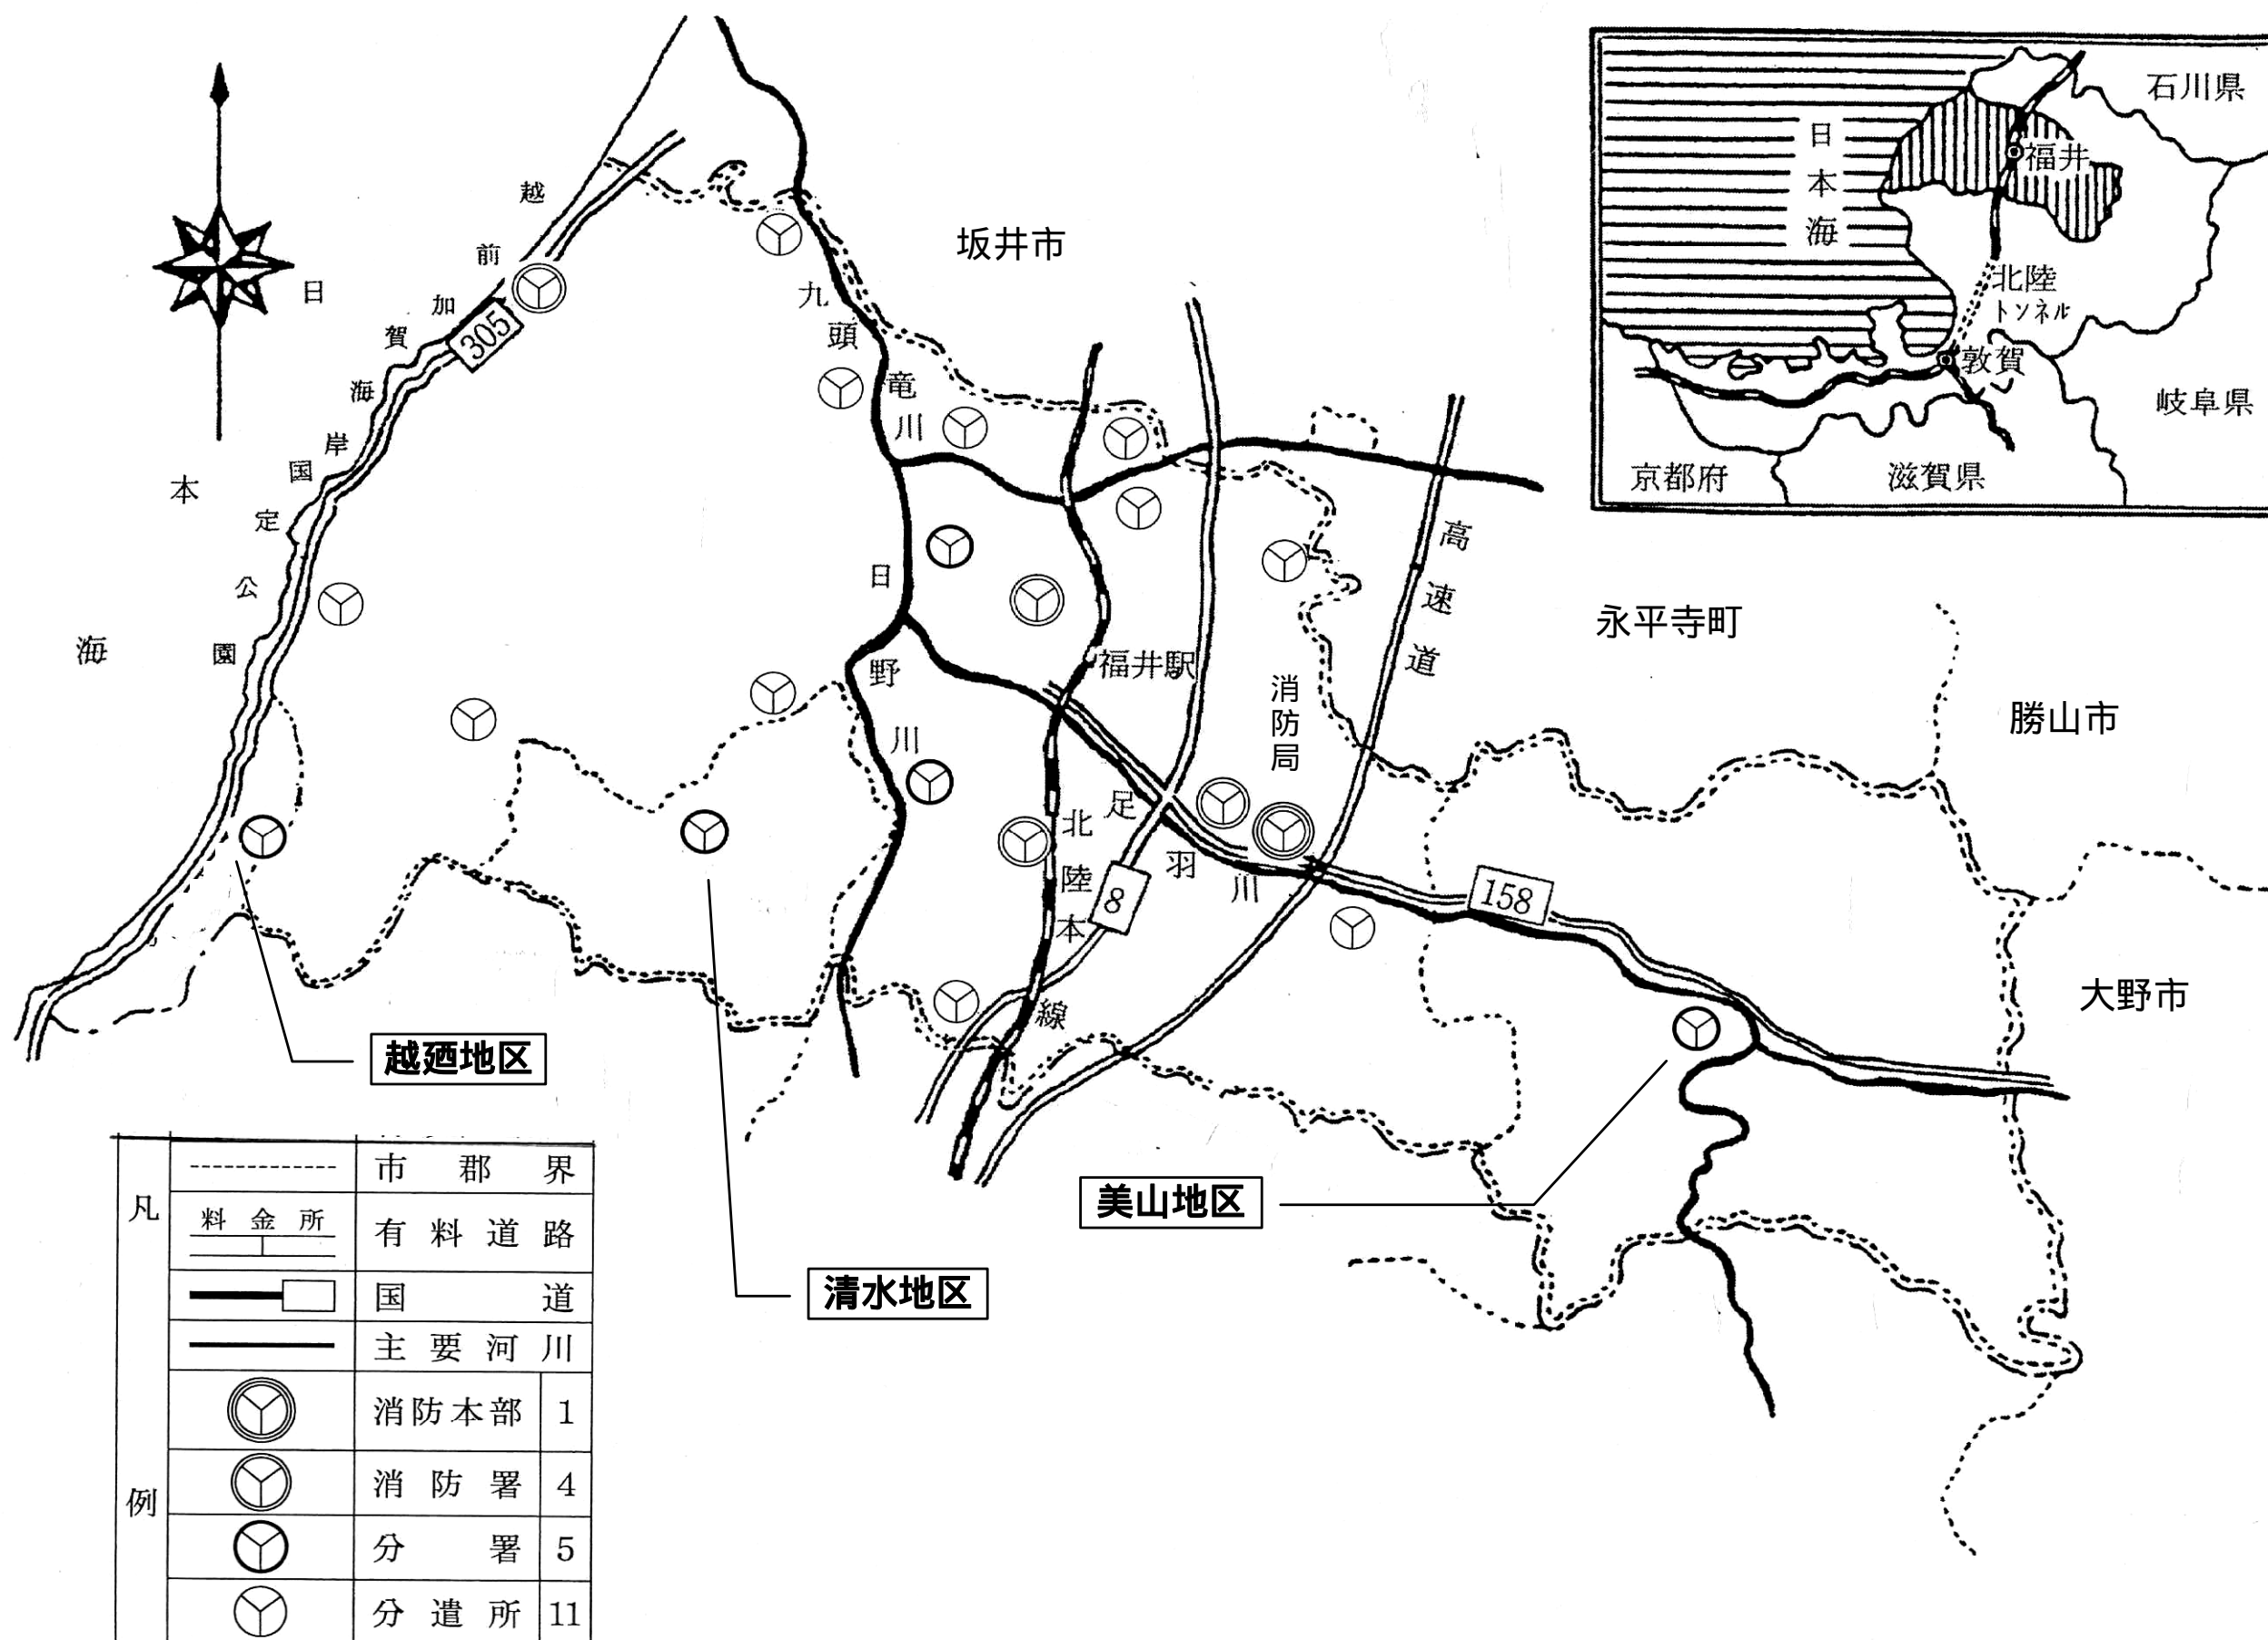 石川県
日本海
福井
北陸
トンネル
敦賀
岐阜県
京都府
滋賀県
坂井市
永平寺町
勝山市
大野市
日本海
越前加賀海岸国定公園
305
九頭竜川
日野川
福井駅
消防局
高速道
足羽川
北陸本線
8
158
越廼地区
清水地区
美山地区
凡例
市郡界
料金所
有料道路
国道
主要河川
消防本部 1
消防署 4
分署 5
分遣所 11